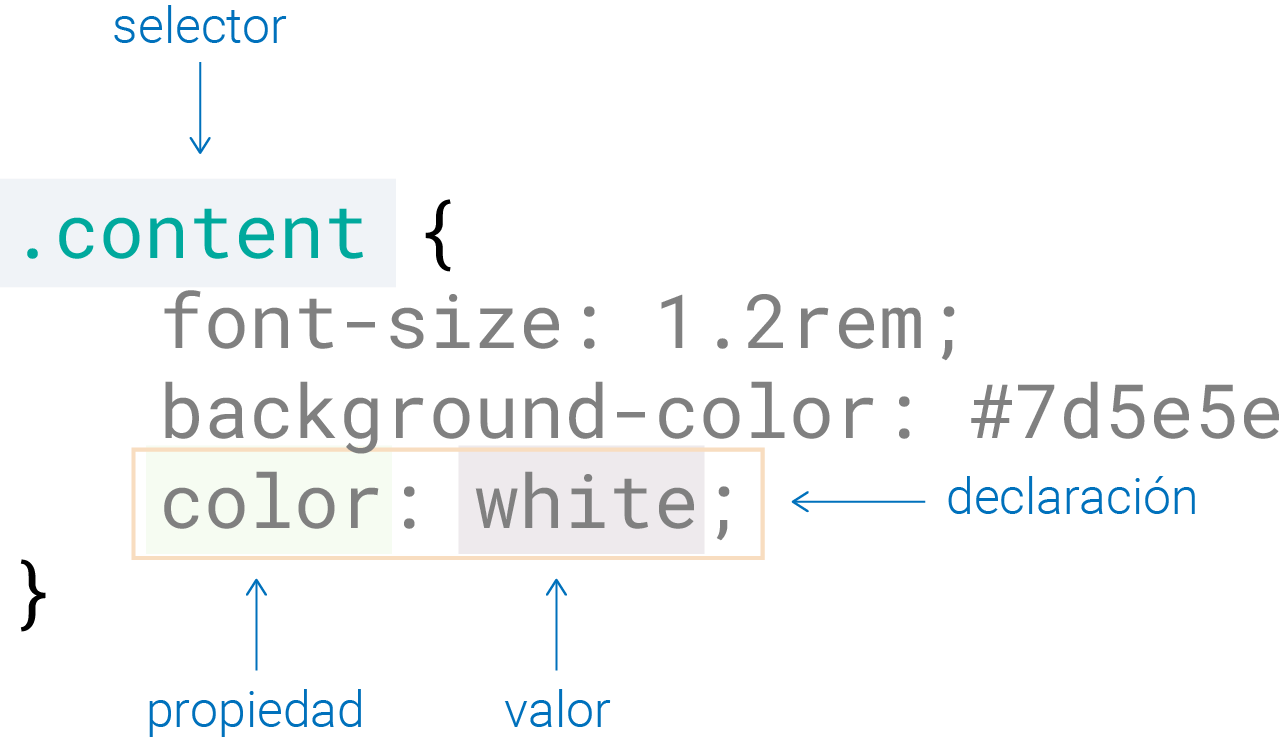 selector
.content {
font-size: 1.2rem;
background-color: #7d5e5e
color: white;
declaración
}
propiedad valor